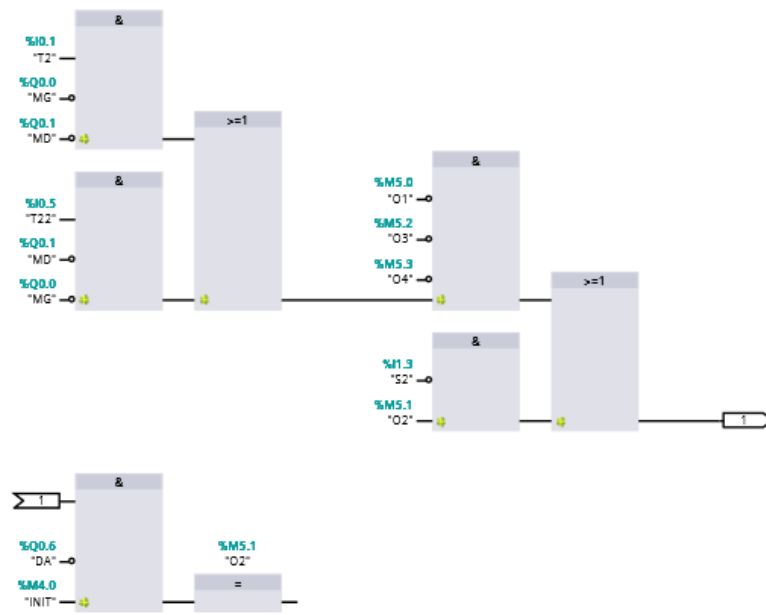 &
%I0.1
"T2"
%Q0.0
"MG"
%Q0.1
"MD"
>=1
&
%I0.5
"T22"
%Q0.1
"MD"
%Q0.0
"MG"
&
%M5.0
"O1"
%M5.2
"O3"
%M5.3
"O4"
>=1
&
%I1.3
"S2"
%M5.1
"O2"
1
&
1
%Q0.6
"DA"
%M4.0
"INIT"
%M5.1
"O2"
=